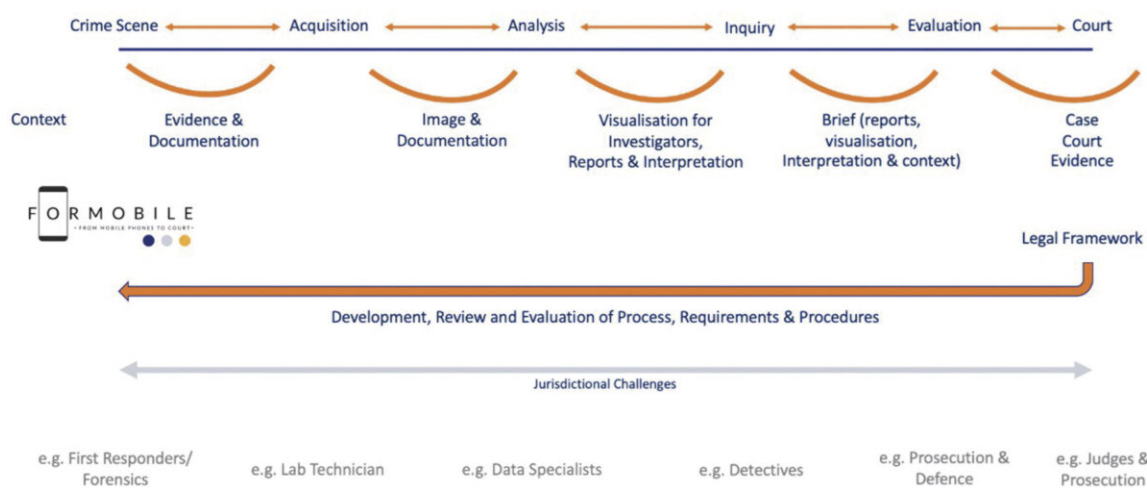 Crime Scene Acquisition Analysis Inquiry Evaluation Court
Context
Evidence &
Documentation
Image &
Documentation
Visualisation for
Investigators,
Reports & Interpretation
Brief (reports,
visualisation,
Interpretation & context)
Case
Court
Evidence
FORMOBILE
- FROM MOBILE PHONES TO COURT -
Legal Framework
Development, Review and Evaluation of Process, Requirements & Procedures
Jurisdictional Challenges
e.g. First Responders/
Forensics
e.g. Lab Technician
e.g. Data Specialists
e.g. Detectives
e.g. Prosecution &
Defence
e.g. Judges &
Prosecution